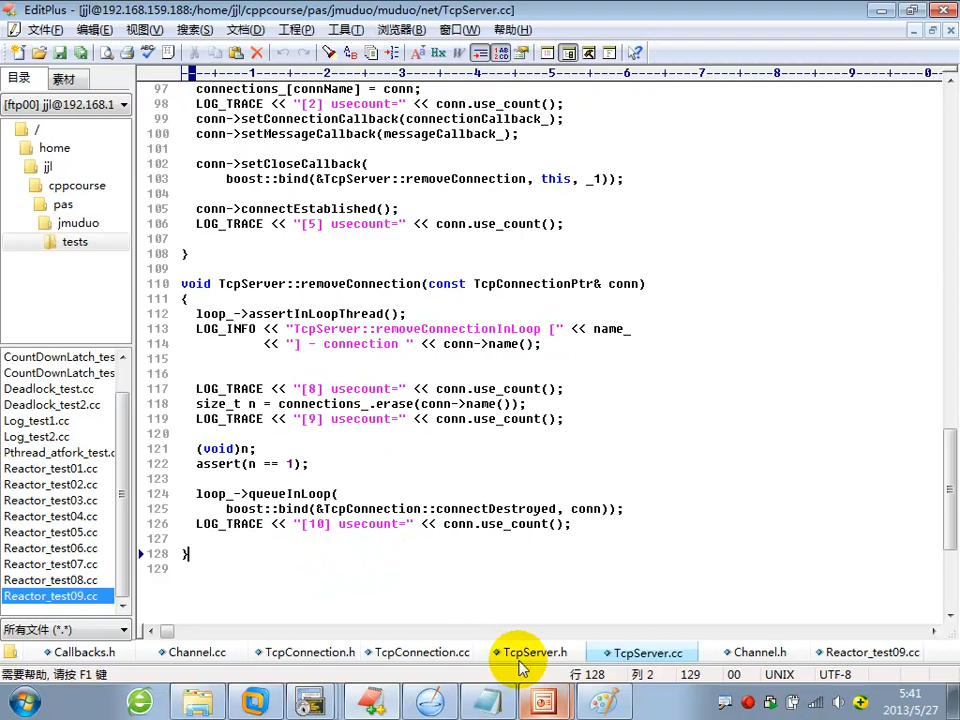 EditPlus - [jjl@192.168.159.188:/home/jjl/cppcourse/pas/jmuduo/muduo/net/TcpServer.cc]
文件(F) 编辑(E) 视图(V) 搜索(S) 文档(D) 工程(P) 工具(T) 浏览器(B) 窗口(W) 帮助(H)
目录 素材
[ftp00] jjl@192.168.1
/
home
jjl
cppcourse
pas
jmuduo
tests
CountDownLatch_tes
CountDownLatch_tes
Deadlock_test.cc
Deadlock_test2.cc
Log_test1.cc
Log_test2.cc
Pthread_atfork_test.c
Reactor_test01.cc
Reactor_test02.cc
Reactor_test03.cc
Reactor_test04.cc
Reactor_test05.cc
Reactor_test06.cc
Reactor_test07.cc
Reactor_test08.cc
Reactor_test09.cc
所有文件 (*.*)
----+----1----+----2----+----3----+----4----+----5----+----6----+----7----+----8----+----9----+----0--
97 connections_[connName] = conn;
98 LOG_TRACE << "[2] usecount=" << conn.use_count();
99 conn->setConnectionCallback(connectionCallback_);
100 conn->setMessageCallback(messageCallback_);
101
102 conn->setCloseCallback(
103 boost::bind(&TcpServer::removeConnection, this, _1));
104
105 conn->connectEstablished();
106 LOG_TRACE << "[5] usecount=" << conn.use_count();
107
108 }
109
110 void TcpServer::removeConnection(const TcpConnectionPtr& conn)
111 {
112 loop_->assertInLoopThread();
113 LOG_INFO << "TcpServer::removeConnectionInLoop [" << name_
114 << "] - connection " << conn->name();
115
116
117 LOG_TRACE << "[8] usecount=" << conn.use_count();
118 size_t n = connections_.erase(conn->name());
119 LOG_TRACE << "[9] usecount=" << conn.use_count();
120
121 (void)n;
122 assert(n == 1);
123
124 loop_->queueInLoop(
125 boost::bind(&TcpConnection::connectDestroyed, conn));
126 LOG_TRACE << "[10] usecount=" << conn.use_count();
127
128 }
129
Callbacks.h Channel.cc TcpConnection.h TcpConnection.cc TcpServer.h TcpServer.cc Channel.h Reactor_test09.cc
需要帮助, 请按 F1 键 行 128 列 2 129 00 UNIX UTF-8
5:41
2013/5/27